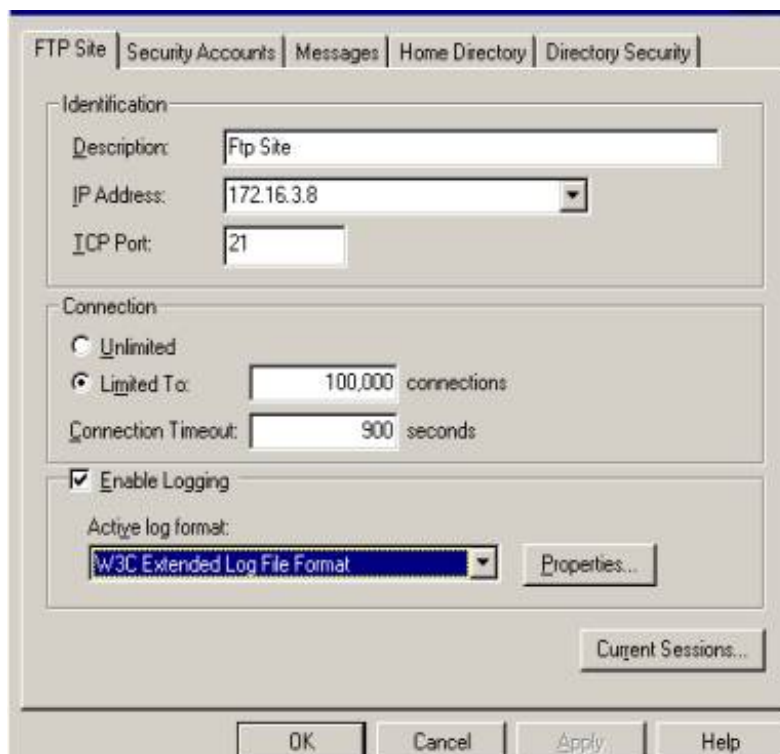 FTP Site Security Accounts Messages Home Directory Directory Security
Identification
Description: Ftp Site
IP Address: 172.16.3.8
TCP Port: 21
Connection
Unlimited
Limited To: 100,000 connections
Connection Timeout: 900 seconds
Enable Logging
Active log format:
W3C Extended Log File Format Properties...
Current Sessions...
OK Cancel Apply Help